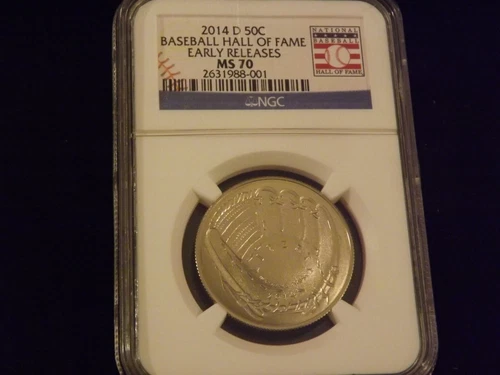 2014 D 50C
BASEBALL HALL OF FAME
EARLY RELEASES
MS 70
2631988-001
NATIONAL
BASEBALL
HALL OF FAME
NGC